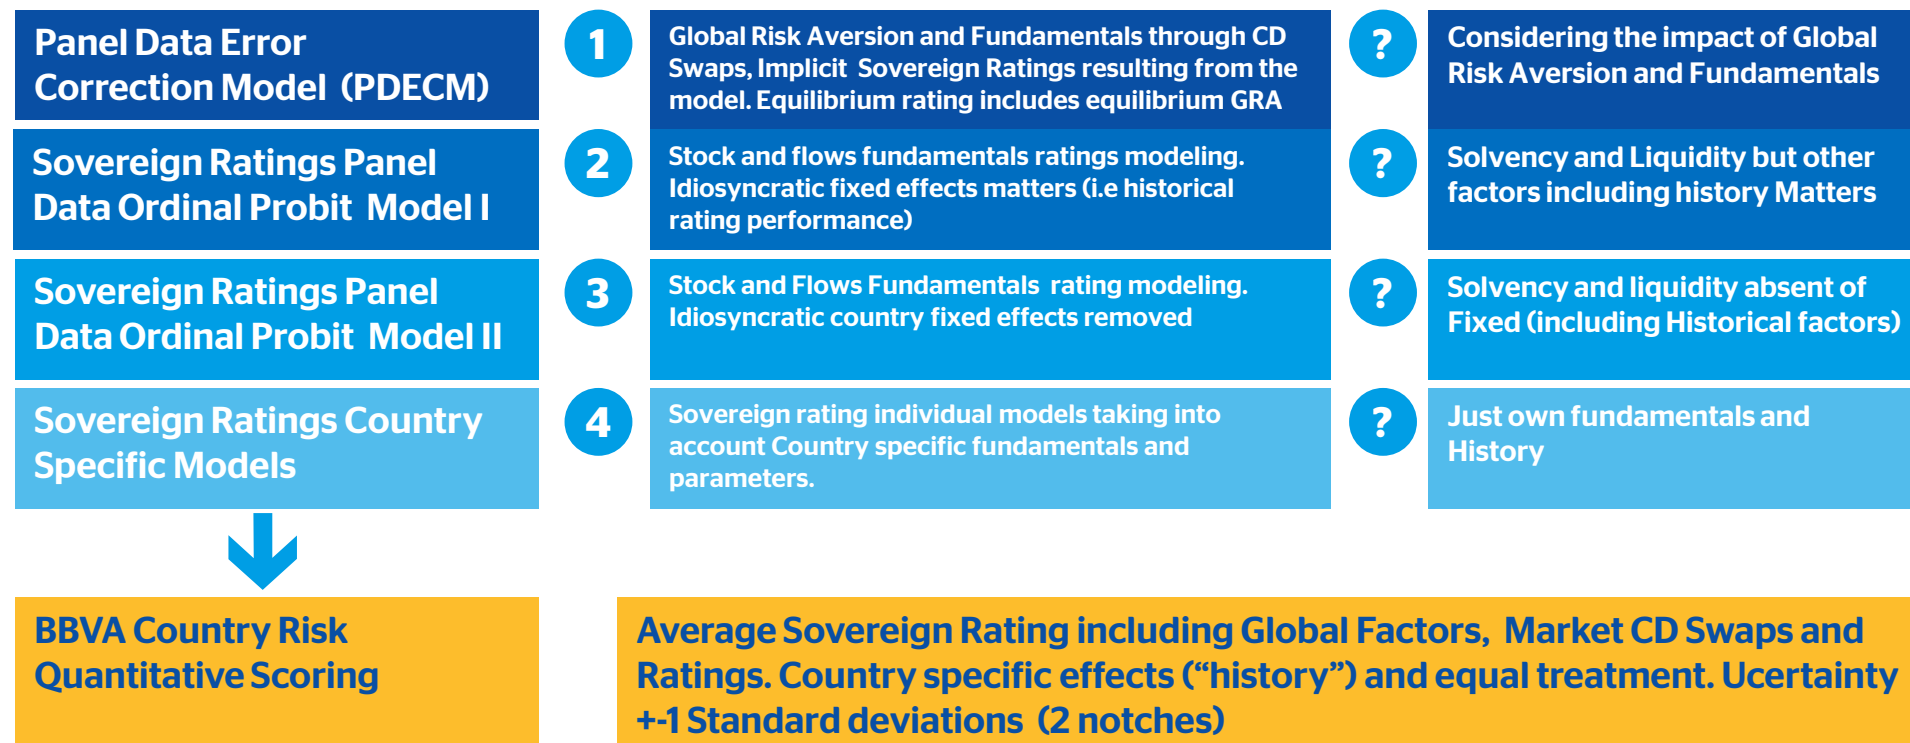 Panel Data Error
Correction Model (PDECM)
1
Global Risk Aversion and Fundamentals through CD
Swaps, Implicit Sovereign Ratings resulting from the
model. Equilibrium rating includes equilibrium GRA
?
Considering the impact of Global
Risk Aversion and Fundamentals
Sovereign Ratings Panel
Data Ordinal Probit Model I
2
Stock and flows fundamentals ratings modeling.
Idiosyncratic fixed effects matters (i.e historical
rating performance)
?
Solvency and Liquidity but other
factors including history Matters
Sovereign Ratings Panel
Data Ordinal Probit Model II
3
Stock and Flows Fundamentals rating modeling.
Idiosyncratic country fixed effects removed
?
Solvency and liquidity absent of
Fixed (including Historical factors)
Sovereign Ratings Country
Specific Models
4
Sovereign rating individual models taking into
account Country specific fundamentals and
parameters.
?
Just own fundamentals and
History
BBVA Country Risk
Quantitative Scoring
Average Sovereign Rating including Global Factors, Market CD Swaps and
Ratings. Country specific effects (“history”) and equal treatment. Ucertainty
+-1 Standard deviations (2 notches)